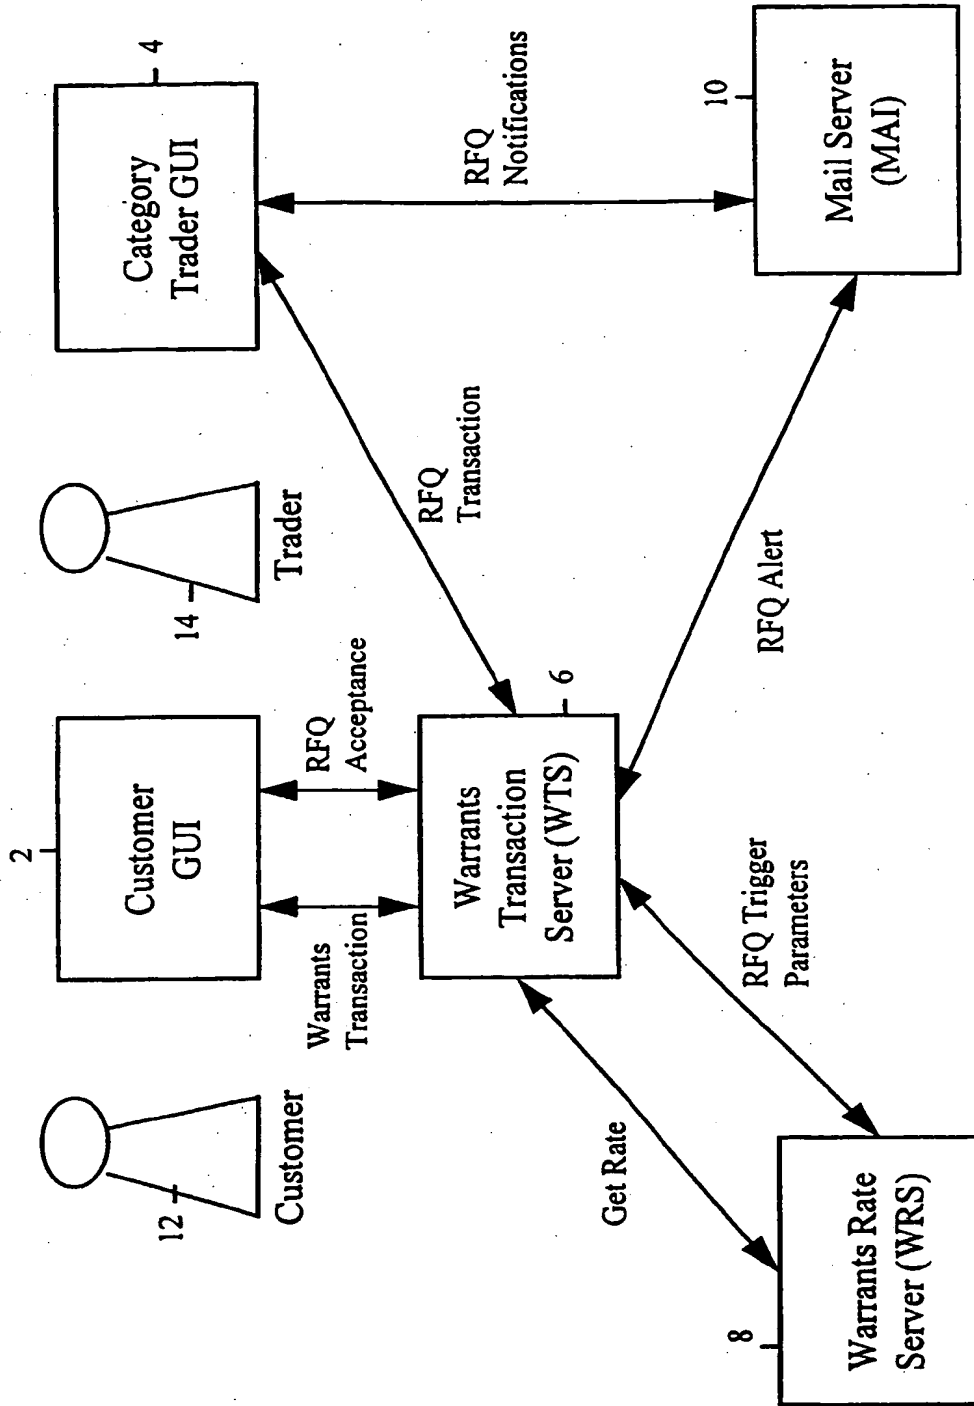 12
Customer
2
Customer
GUI
14
Trader
4
Category
Trader GUI
Warrants
Transaction
RFQ
Acceptance
RFQ
Transaction
RFQ
Notifications
6
Warrants
Transaction
Server (WTS)
Get Rate
RFQ Trigger
Parameters
RFQ Alert
8
Warrants Rate
Server (WRS)
10
Mail Server
(MAI)